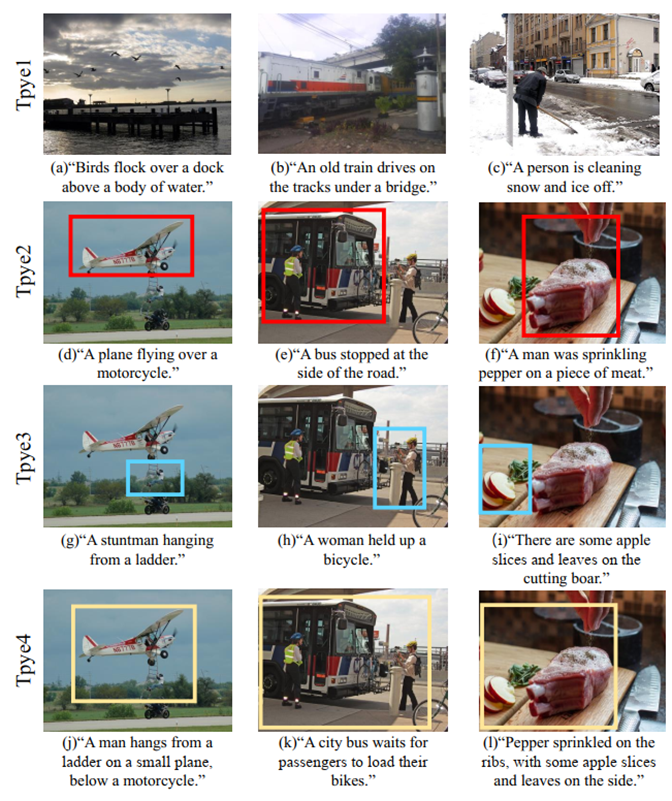 Tpye1
(a)“Birds flock over a dock
above a body of water.”
(b)“An old train drives on
the tracks under a bridge.”
(c)“A person is cleaning
snow and ice off.”
Tpye2
(d)“A plane flying over a
motorcycle.”
(e)“A bus stopped at the
side of the road.”
(f)“A man was sprinkling
pepper on a piece of meat.”
Tpye3
(g)“A stuntman hanging
from a ladder.”
(h)“A woman held up a
bicycle.”
(i)“There are some apple
slices and leaves on the
cutting boar.”
Tpye4
(j)“A man hangs from a
ladder on a small plane,
below a motorcycle.”
(k)“A city bus waits for
passengers to load their
bikes.”
(l)“Pepper sprinkled on the
ribs, with some apple slices
and leaves on the side.”